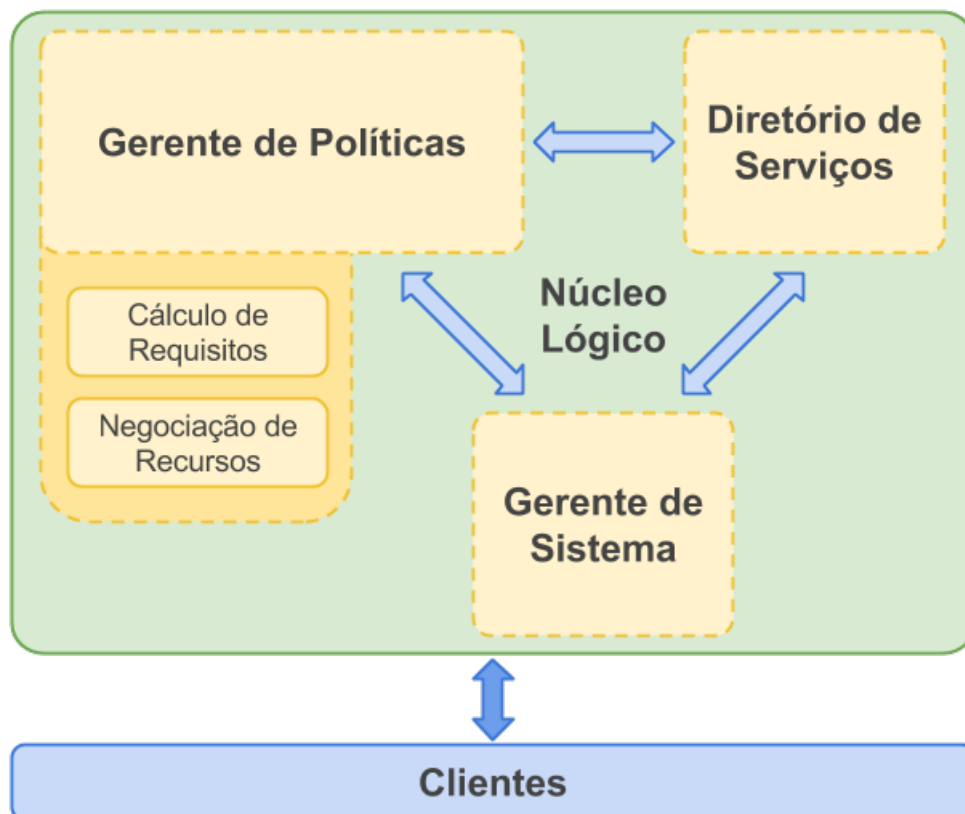 Gerente de Políticas
Diretório de
Serviços
Núcleo
Lógico
Cálculo de
Requisitos
Negociação de
Recursos
Gerente de
Sistema
Clientes